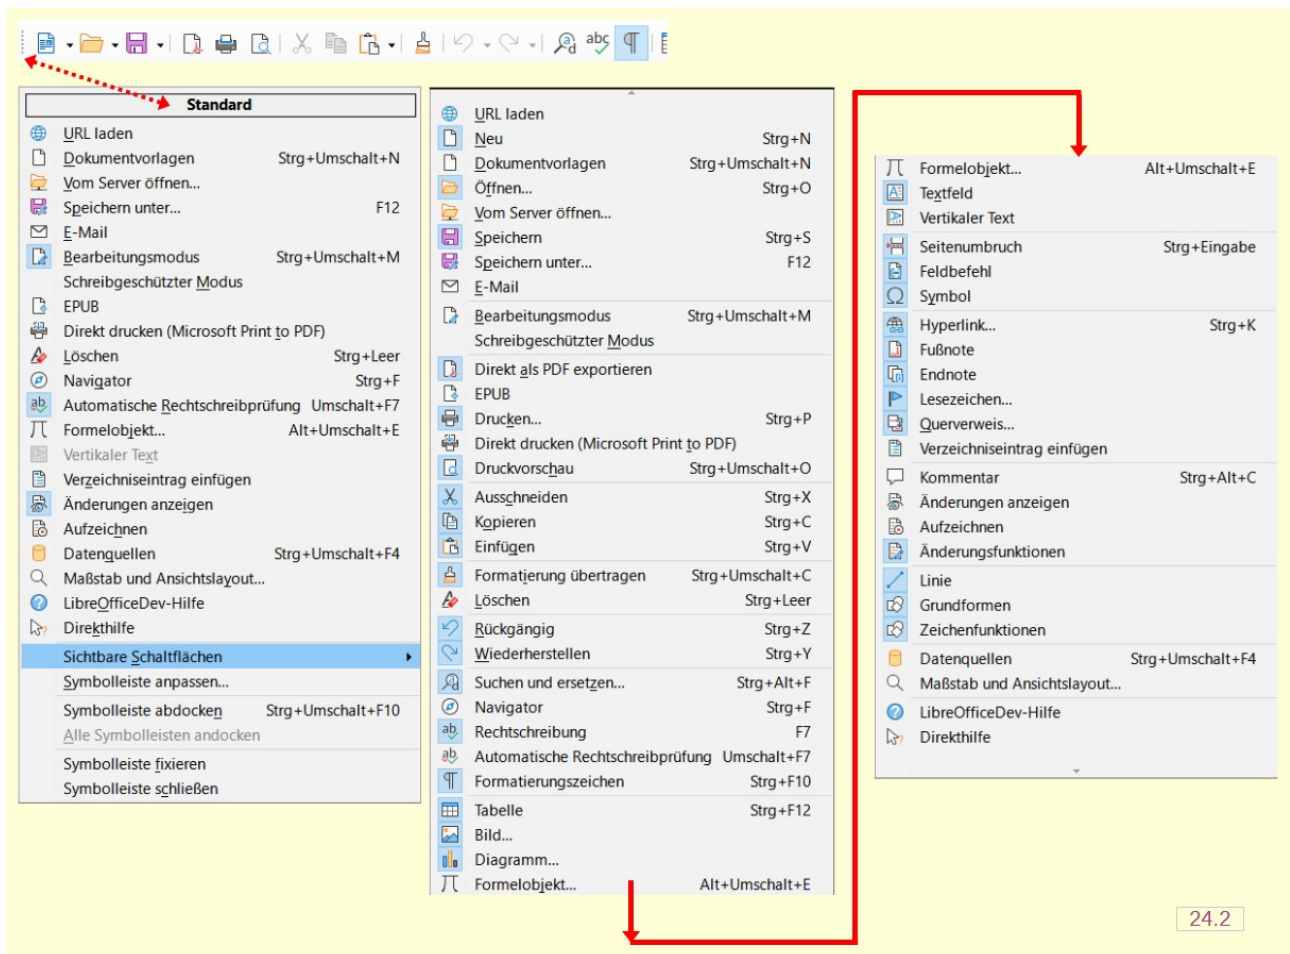 abc
Standard
URL laden
Dokumentvorlagen Strg+Umschalt+N
Vom Server öffnen...
Speichern unter... F12
E-Mail
Bearbeitungsmodus Strg+Umschalt+M
Schreibgeschützter Modus
EPUB
Direkt drucken (Microsoft Print to PDF)
Löschen Strg+Leer
Navigator Strg+F
Automatische Rechtschreibprüfung Umschalt+F7
Formelobjekt... Alt+Umschalt+E
Vertikaler Text
Verzeichniseintrag einfügen
Änderungen anzeigen
Aufzeichnen
Datenquellen Strg+Umschalt+F4
Maßstab und Ansichtslayout...
LibreOfficeDev-Hilfe
Direkthilfe
Sichtbare Schaltflächen
Symbolleiste anpassen...
Symbolleiste abdocken Strg+Umschalt+F10
Alle Symbolleisten andocken
Symbolleiste fixieren
Symbolleiste schließen
URL laden
Neu Strg+N
Dokumentvorlagen Strg+Umschalt+N
Öffnen... Strg+O
Vom Server öffnen...
Speichern Strg+S
Speichern unter... F12
E-Mail
Bearbeitungsmodus Strg+Umschalt+M
Schreibgeschützter Modus
Direkt als PDF exportieren
EPUB
Drucken... Strg+P
Direkt drucken (Microsoft Print to PDF)
Druckvorschau Strg+Umschalt+O
Ausschneiden Strg+X
Kopieren Strg+C
Einfügen Strg+V
Formatierung übertragen Strg+Umschalt+C
Löschen Strg+Leer
Rückgängig Strg+Z
Wiederherstellen Strg+Y
Suchen und ersetzen... Strg+Alt+F
Navigator Strg+F
Rechtschreibung F7
Automatische Rechtschreibprüfung Umschalt+F7
Formatierungszeichen Strg+F10
Tabelle Strg+F12
Bild...
Diagramm...
Formelobjekt... Alt+Umschalt+E
Formelobjekt... Alt+Umschalt+E
Textfeld
Vertikaler Text
Seitenumbruch Strg+Eingabe
Feldbefehl
Symbol
Hyperlink... Strg+K
Fußnote
Endnote
Lesezeichen...
Querverweis...
Verzeichniseintrag einfügen
Kommentar Strg+Alt+C
Änderungen anzeigen
Aufzeichnen
Änderungsfunktionen
Linie
Grundformen
Zeichenfunktionen
Datenquellen Strg+Umschalt+F4
Maßstab und Ansichtslayout...
LibreOfficeDev-Hilfe
Direkthilfe
24.2